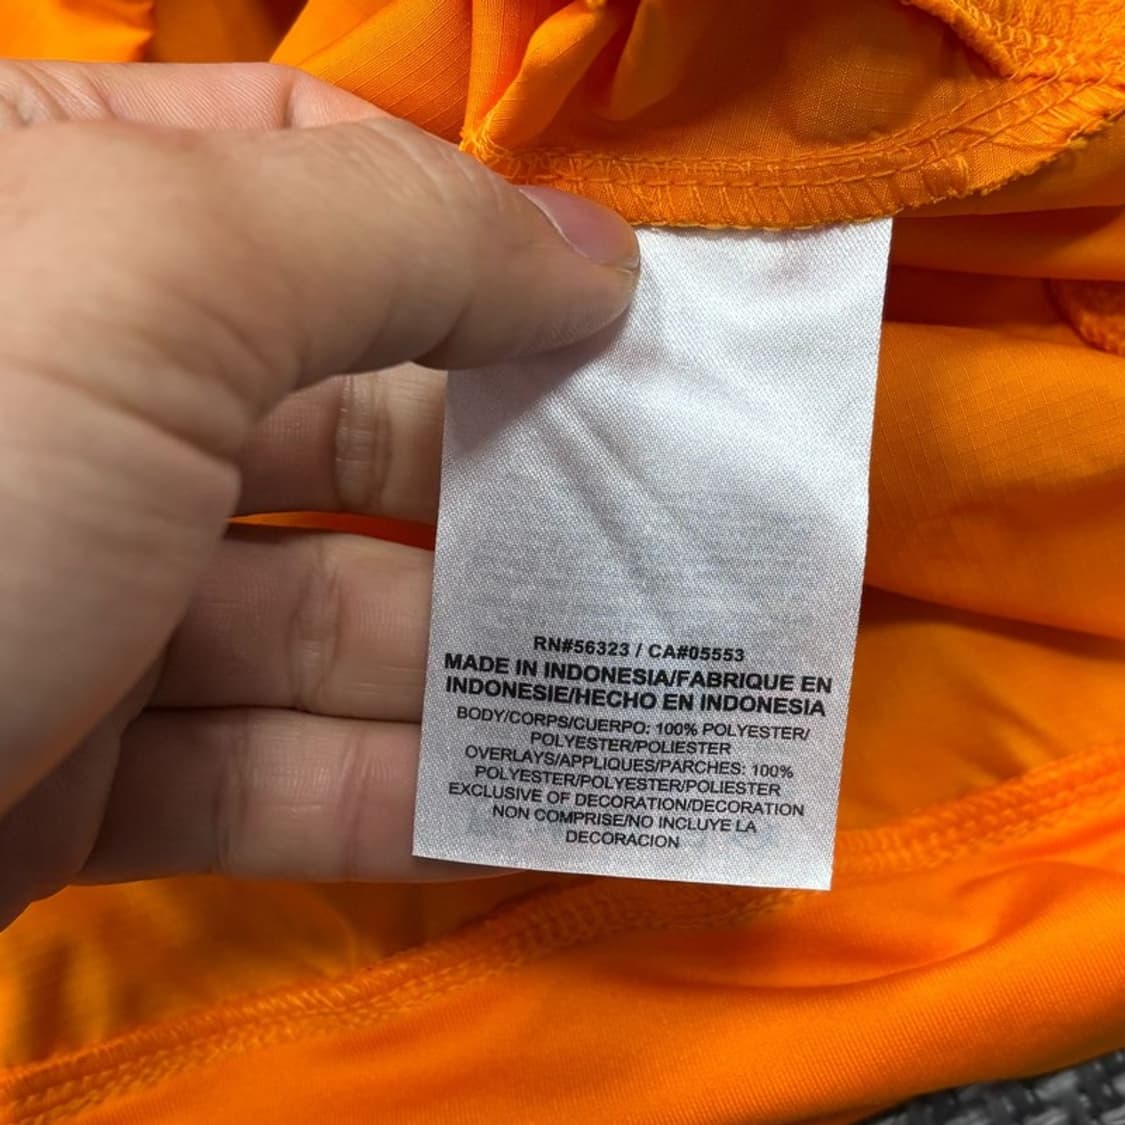 RN#56323 / CA#05553
MADE IN INDONESIA/FABRIQUE EN
INDONESIE/HECHO EN INDONESIA
BODY/CORPS/CUERPO: 100% POLYESTER/
POLYESTER/POLIESTER
OVERLAYS/APPLIQUES/PARCHES: 100%
POLYESTER/POLYESTER/POLIESTER
EXCLUSIVE OF DECORATION/DECORATION
NON COMPRISE/NO INCLUYE LA
DECORACION